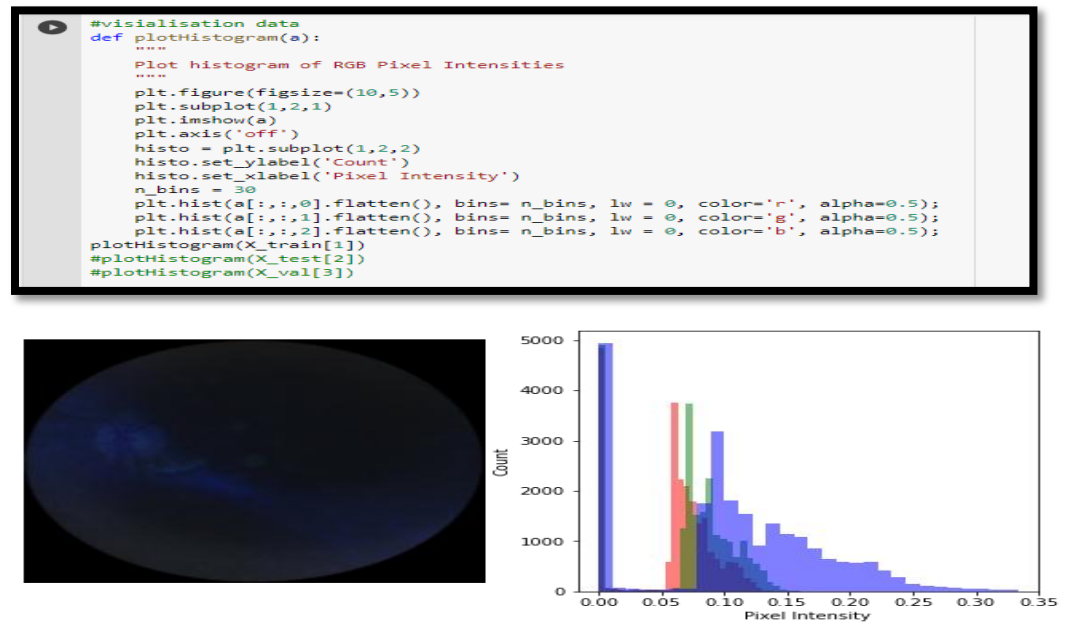 #visialisation data
def plotHistogram(a):
"""
Plot histogram of RGB Pixel Intensities
"""
plt.figure(figsize=(10,5))
plt.subplot(1,2,1)
plt.imshow(a)
plt.axis('off')
histo = plt.subplot(1,2,2)
histo.set_ylabel('Count')
histo.set_xlabel('Pixel Intensity')
n_bins = 30
plt.hist(a[:,:,0].flatten(), bins= n_bins, lw = 0, color='r', alpha=0.5);
plt.hist(a[:,:,1].flatten(), bins= n_bins, lw = 0, color='g', alpha=0.5);
plt.hist(a[:,:,2].flatten(), bins= n_bins, lw = 0, color='b', alpha=0.5);
plotHistogram(X_train[1])
#plotHistogram(X_test[2])
#plotHistogram(X_val[3])
5000
4000
3000
2000
1000
0
Count
0.00 0.05 0.10 0.15 0.20 0.25 0.30 0.35
Pixel Intensity